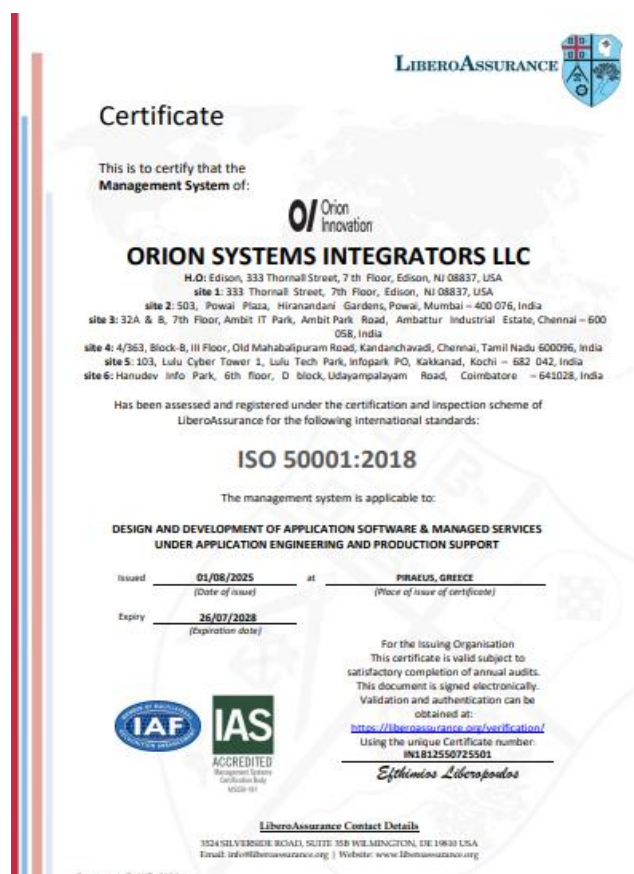 LIBEROASSURANCE
Certificate
This is to certify that the
Management System of:
Orion
Innovation
ORION SYSTEMS INTEGRATORS LLC
H.O: Edison, 333 Thornall Street, 7 th Floor, Edison, NJ 08837, USA
site 1: 333 Thornall Street, 7th Floor, Edison, NJ 08837, USA
site 2: 503, Powai Plaza, Hiranandani Gardens, Powai, Mumbai – 400 076, India
site 3: 32A & B, 7th Floor, Ambit IT Park, Ambit Park Road, Ambattur Industrial Estate, Chennai – 600
058, India
site 4: 4/363, Block-B, III Floor, Old Mahabalipuram Road, Kandanchavadi, Chennai, Tamil Nadu 600096, India
site 5: 103, Lulu Cyber Tower 1, Lulu Tech Park, Infopark PO, Kakkanad, Kochi – 682 042, India
site 6: Hanudev Info Park, 6th floor, D block, Udayampalayam Road, Coimbatore – 641028, India
Has been assessed and registered under the certification and inspection scheme of
LiberoAssurance for the following international standards:
ISO 50001:2018
The management system is applicable to:
DESIGN AND DEVELOPMENT OF APPLICATION SOFTWARE & MANAGED SERVICES
UNDER APPLICATION ENGINEERING AND PRODUCTION SUPPORT
Issued 01/08/2025 at PIRAEUS, GREECE
(Date of issue) (Place of issue of certificate)
Expiry 26/07/2028
(Expiration date)
For the Issuing Organisation
This certificate is valid subject to
satisfactory completion of annual audits.
This document is signed electronically.
Validation and authentication can be
obtained at:
https://liberoassurance.org/verification/
Using the unique Certificate number:
IN1812550725501
Efthimios Liberopoulos
IAF
IAS
ACCREDITED
Management Systems
Certification Body
LiberoAssurance Contact Details
3524 SILVERSIDE ROAD, SUITE 35B WILMINGTON, DE 19810 USA
Email: info@liberoassurance.org | Website: www.liberoassurance.org